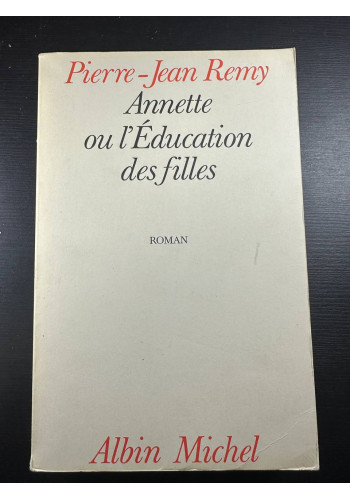 Pierre-Jean Remy
Annette
ou l'Éducation
des filles
ROMAN
Albin Michel